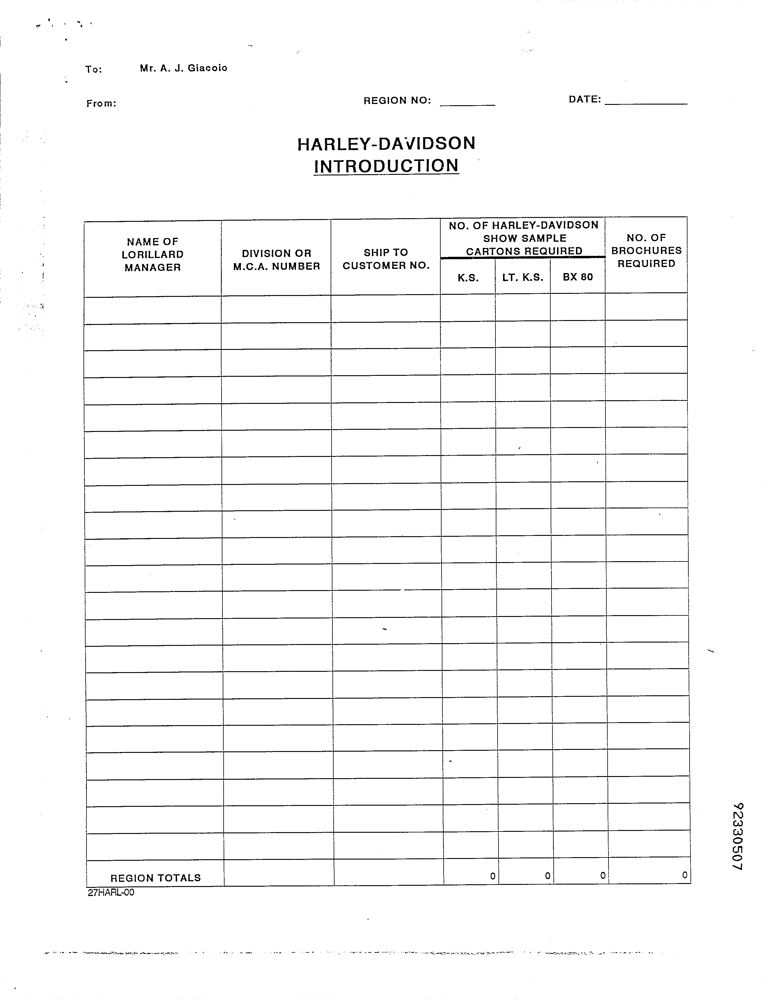 To: Mr. A. J. Giacoio
From: REGION NO: ________ DATE: ____________
HARLEY-DAVIDSON
INTRODUCTION
NAME OF
LORILLARD
MANAGER
DIVISION OR
M.C.A. NUMBER
SHIP TO
CUSTOMER NO.
NO. OF HARLEY-DAVIDSON
SHOW SAMPLE
CARTONS REQUIRED
K.S. LT. K.S. BX 80
NO. OF
BROCHURES
REQUIRED
REGION TOTALS 0 0 0 0
27HARL-00
92330507